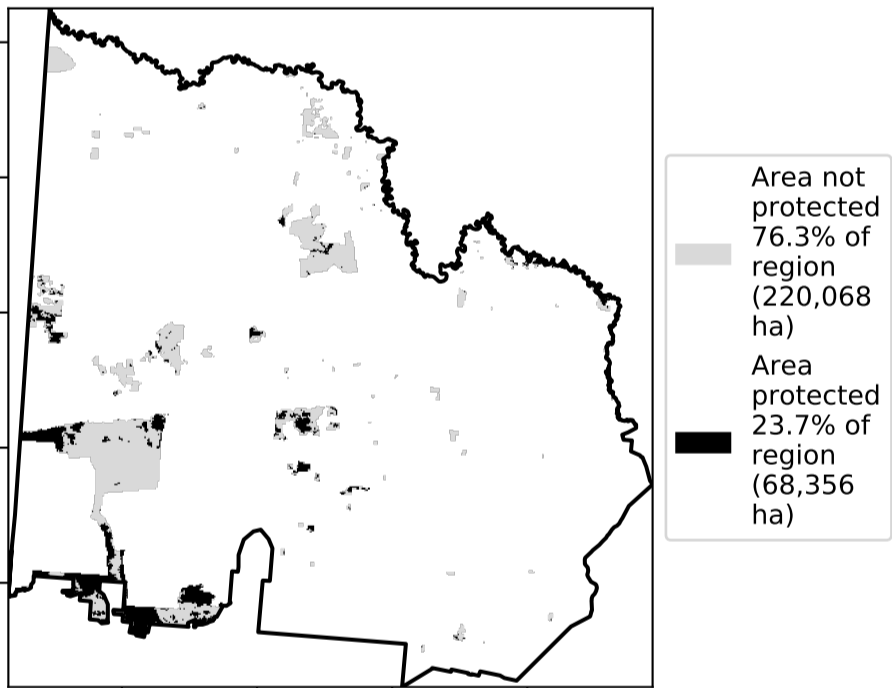 Area not
protected
76.3% of
region
(220,068
ha)
Area
protected
23.7% of
region
(68,356
ha)